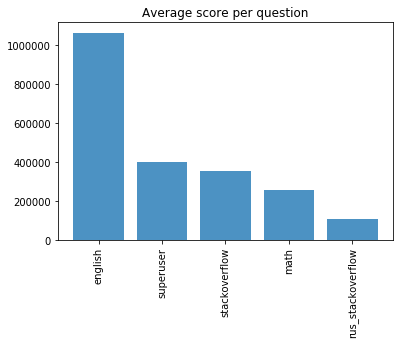 Average score per question
1000000
800000
600000
400000
200000
0
english
superuser
stackoverflow
math
rus_stackoverflow